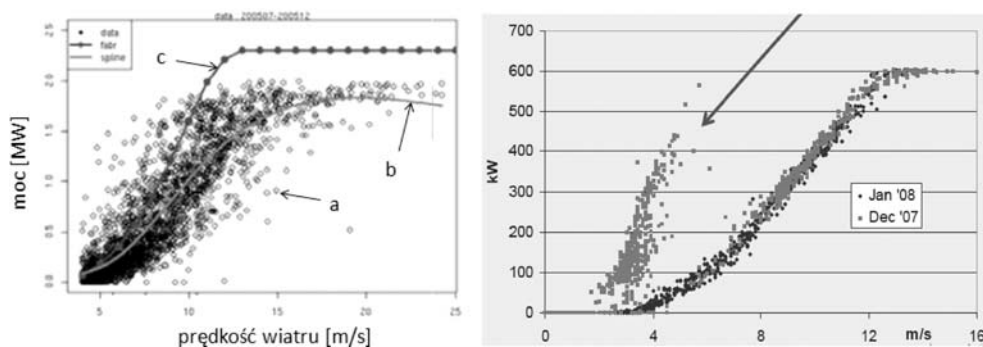 data : 200507-200512
data
fabr
spline
moc [MW]
2.5
2.0
1.5
1.0
0.5
0.0
a
b
c
5
10
15
20
25
prędkość wiatru [m/s]
700
600
500
400
300
200
100
0
kW
Jan '08
Dec '07
0
4
8
12
m/s
16